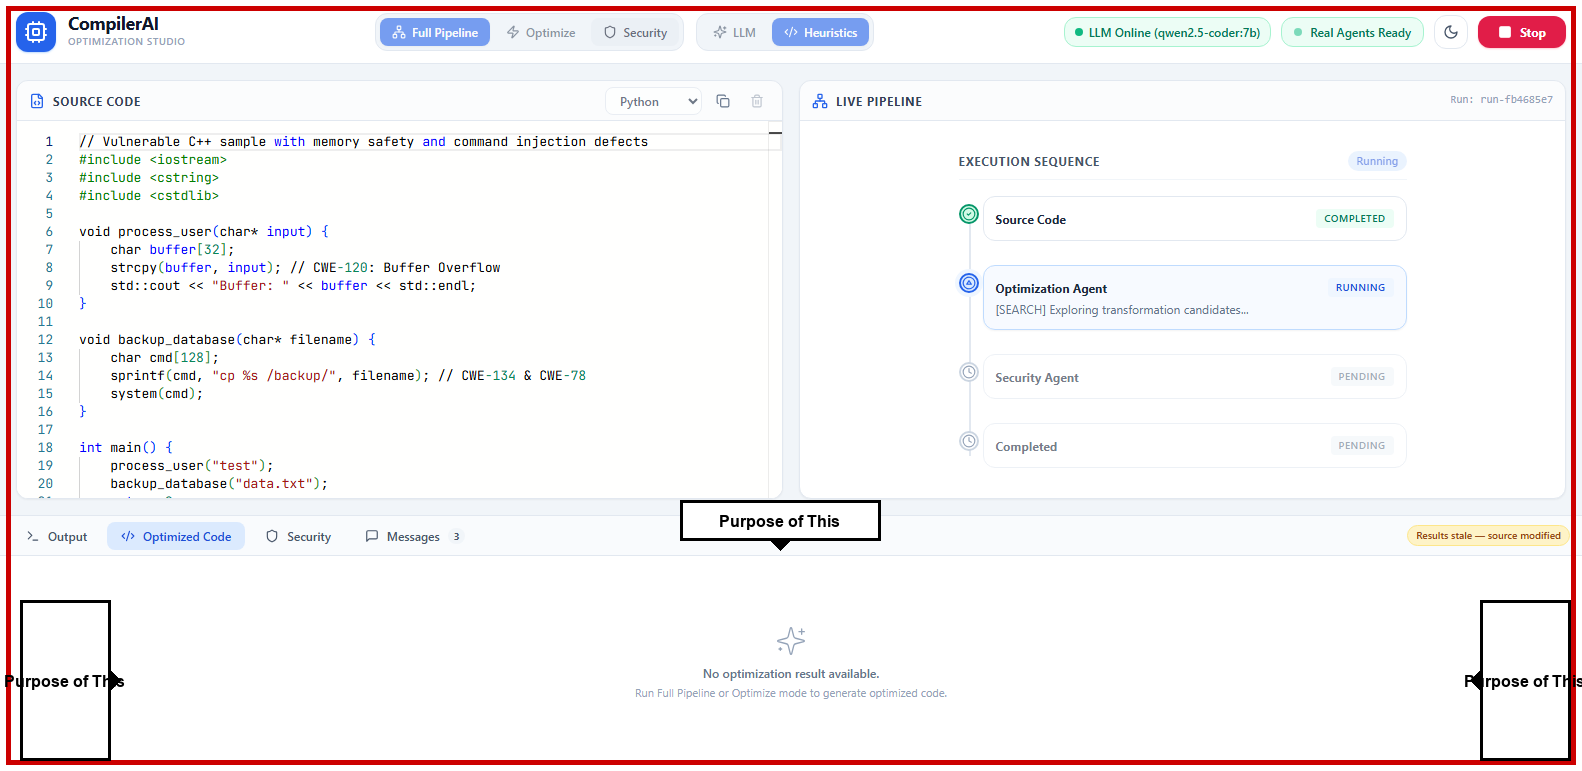 CompilerAI
OPTIMIZATION STUDIO
Full Pipeline
Optimize
Security
LLM
Heuristics
LLM Online (qwen2.5-coder:7b)
Real Agents Ready
Stop
SOURCE CODE
Python
1 // Vulnerable C++ sample with memory safety and command injection defects
2 #include <iostream>
3 #include <cstring>
4 #include <cstdlib>
5
6 void process_user(char* input) {
7     char buffer[32];
8     strcpy(buffer, input); // CWE-120: Buffer Overflow
9     std::cout << "Buffer: " << buffer << std::endl;
10 }
11
12 void backup_database(char* filename) {
13     char cmd[128];
14     sprintf(cmd, "cp %s /backup/", filename); // CWE-134 & CWE-78
15     system(cmd);
16 }
17
18 int main() {
19     process_user("test");
20     backup_database("data.txt");
LIVE PIPELINE
Run: run-fb4685e7
EXECUTION SEQUENCE
Running
Source Code
COMPLETED
Optimization Agent
RUNNING
[SEARCH] Exploring transformation candidates...
Security Agent
PENDING
Completed
PENDING
Purpose of This
Output
Optimized Code
Security
Messages 3
Results stale — source modified
No optimization result available.
Run Full Pipeline or Optimize mode to generate optimized code.
Purpose of This
Purpose of This